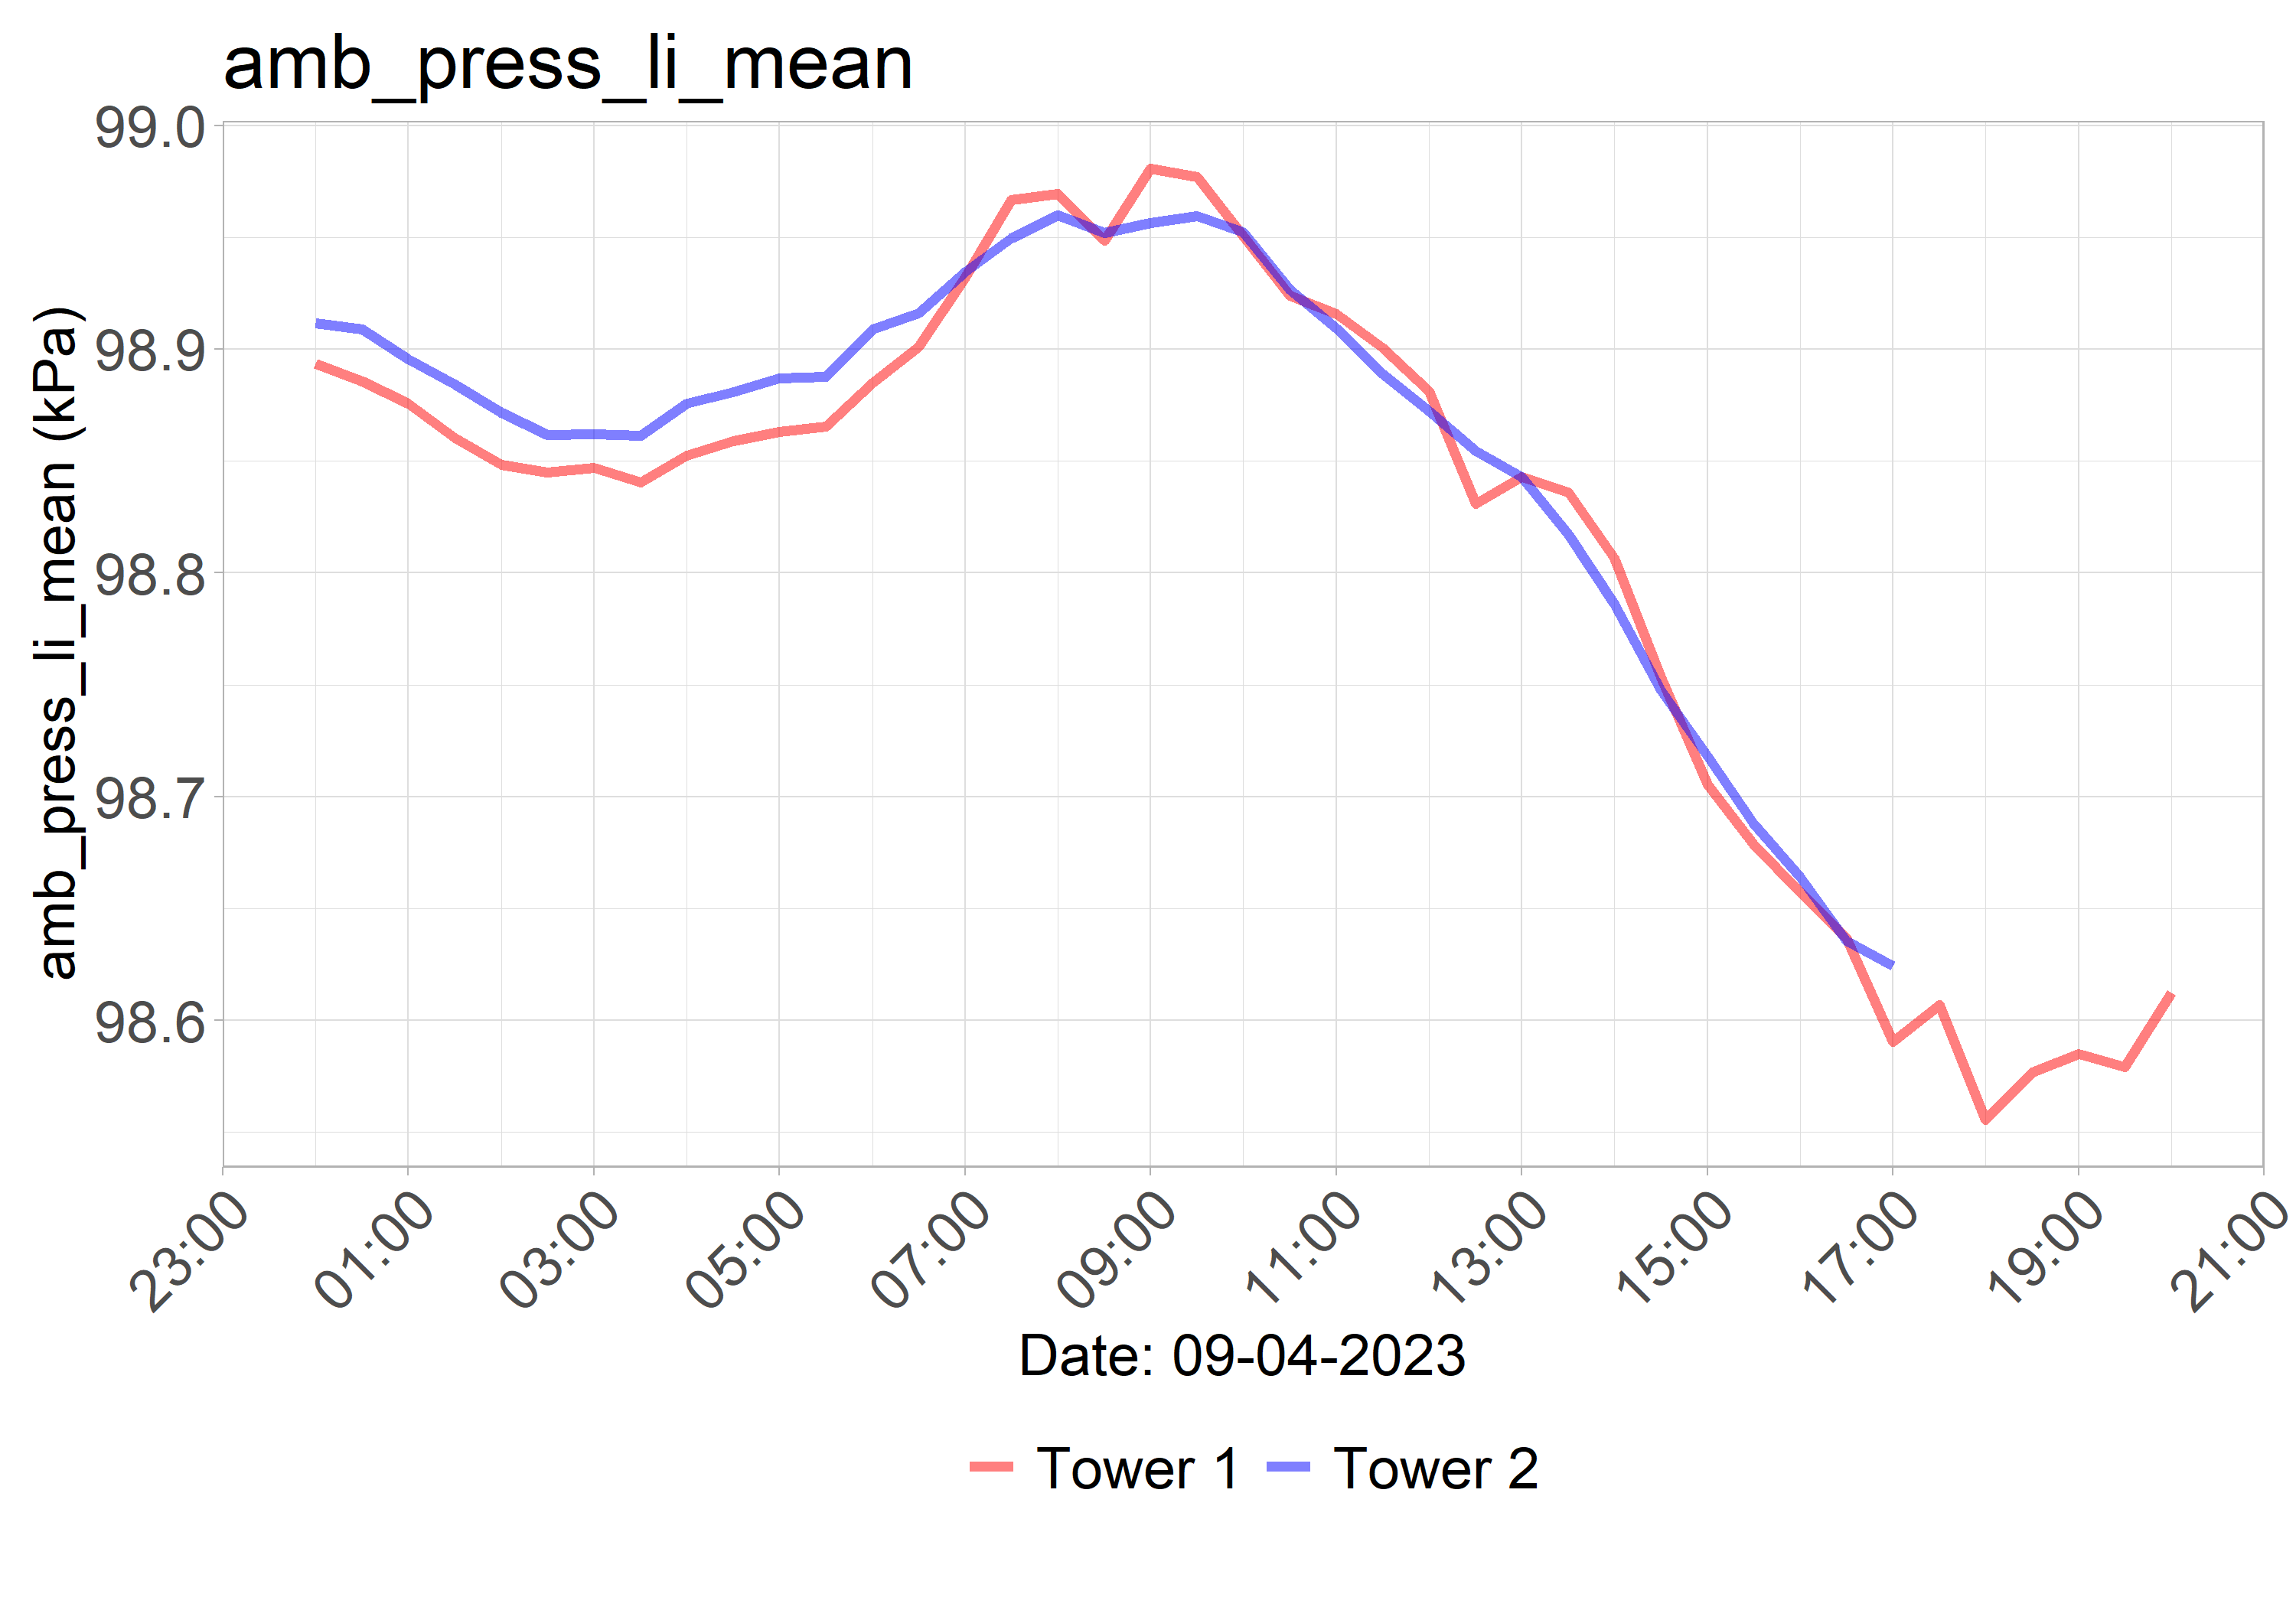 amb_press_li_mean
amb_press_li_mean (kPa)
99.0
98.9
98.8
98.7
98.6
23:00 01:00 03:00 05:00 07:00 09:00 11:00 13:00 15:00 17:00 19:00 21:00
Date: 09-04-2023
Tower 1 Tower 2